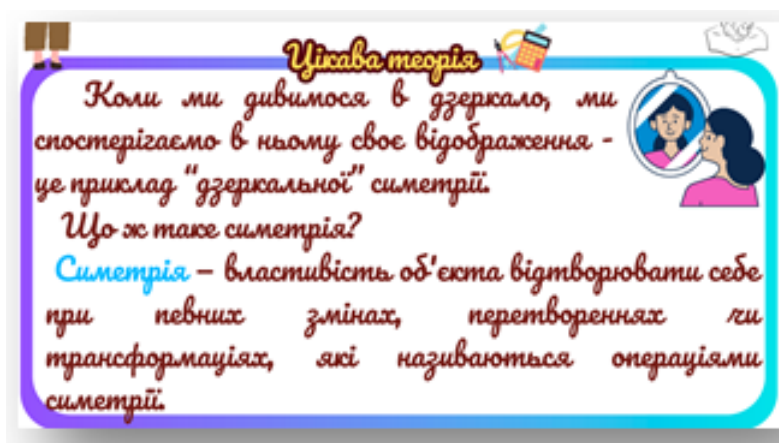 Цікава теорія
Коли ми дивимося в дзеркало, ми
спостерігаємо в ньому своє відображення -
це приклад "дзеркальної" симетрії.
Що ж таке симетрія?
Симетрія – властивість об'єкта відтворювати себе
при певних змінах, перетвореннях чи
трансформаціях, які називаються операціями
симетрії.